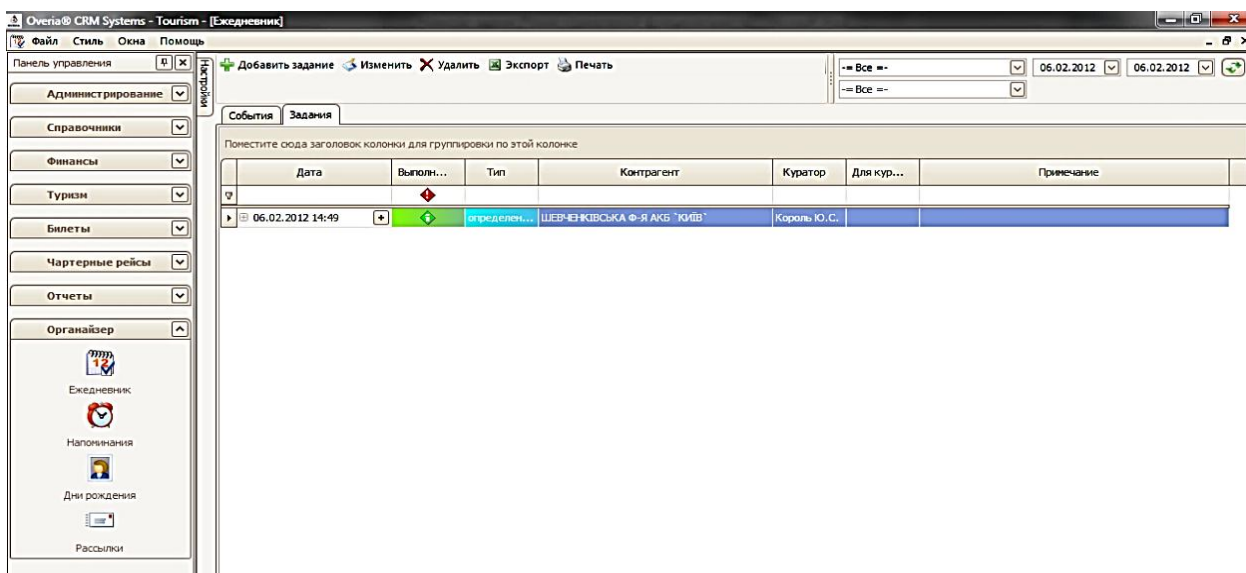 Overia® CRM Systems - Tourism - [Ежедневник]
Файл Стиль Окна Помощь
Панель управления
Администрирование
Справочники
Финансы
Туризм
Билеты
Чартерные рейсы
Отчеты
Органайзер
12
Ежедневник
Напоминания
Дни рождения
Рассылки
Настройки
Добавить задание Изменить Удалить Экспорт Печать
-= Все =- 06.02.2012 06.02.2012
-= Все =-
События Задания
Поместите сюда заголовок колонки для группировки по этой колонке
Дата Выполн... Тип Контрагент Куратор Для кур... Примечание
06.02.2012 14:49 определен... ШЕВЧЕНКІВСЬКА Ф-Я АКБ `КИЇВ` Король Ю.С.